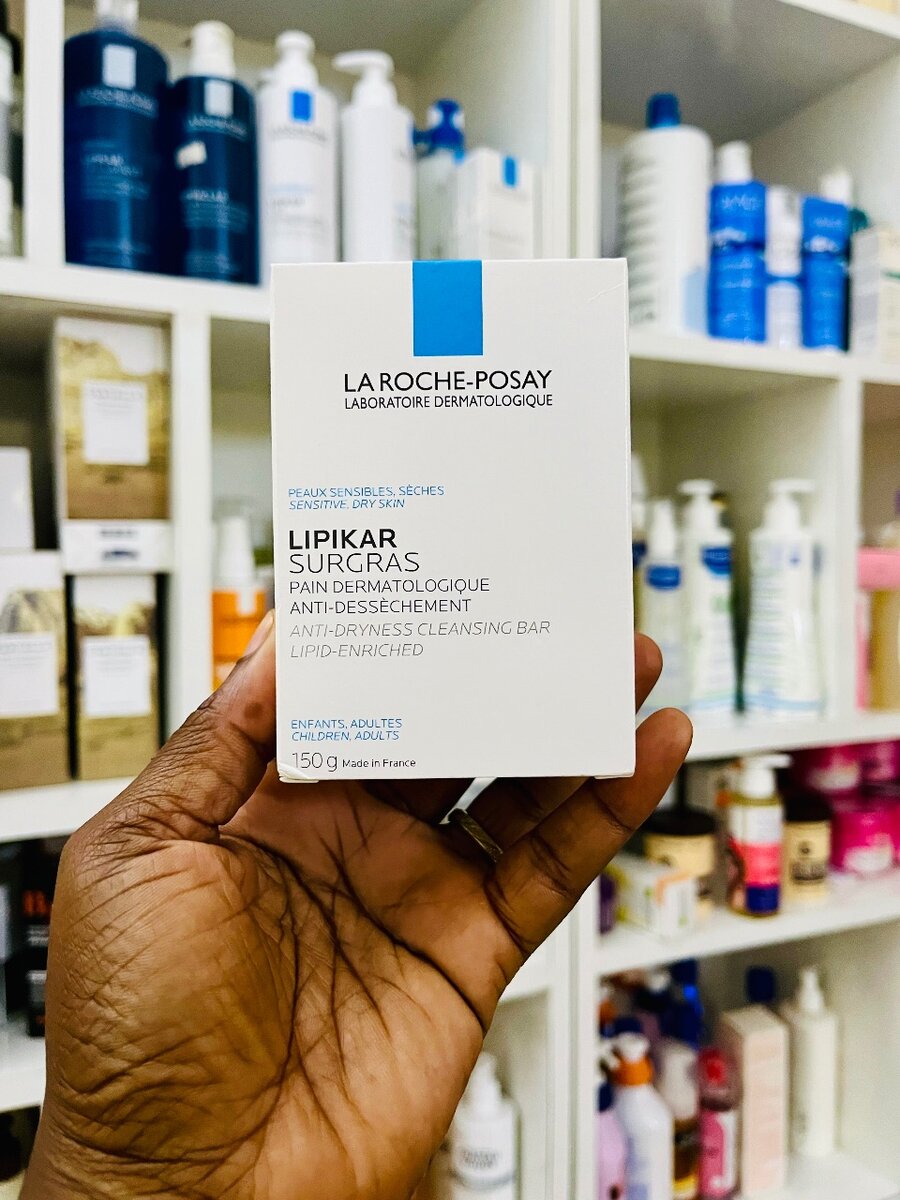 LA ROCHE-POSAY
LABORATOIRE DERMATOLOGIQUE
PEAUX SENSIBLES, SÈCHES
SENSITIVE, DRY SKIN
LIPIKAR
SURGRAS
PAIN DERMATOLOGIQUE
ANTI-DESSÈCHEMENT
ANTI-DRYNESS CLEANSING BAR
LIPID-ENRICHED
ENFANTS, ADULTES
CHILDREN, ADULTS
150 g Made in France